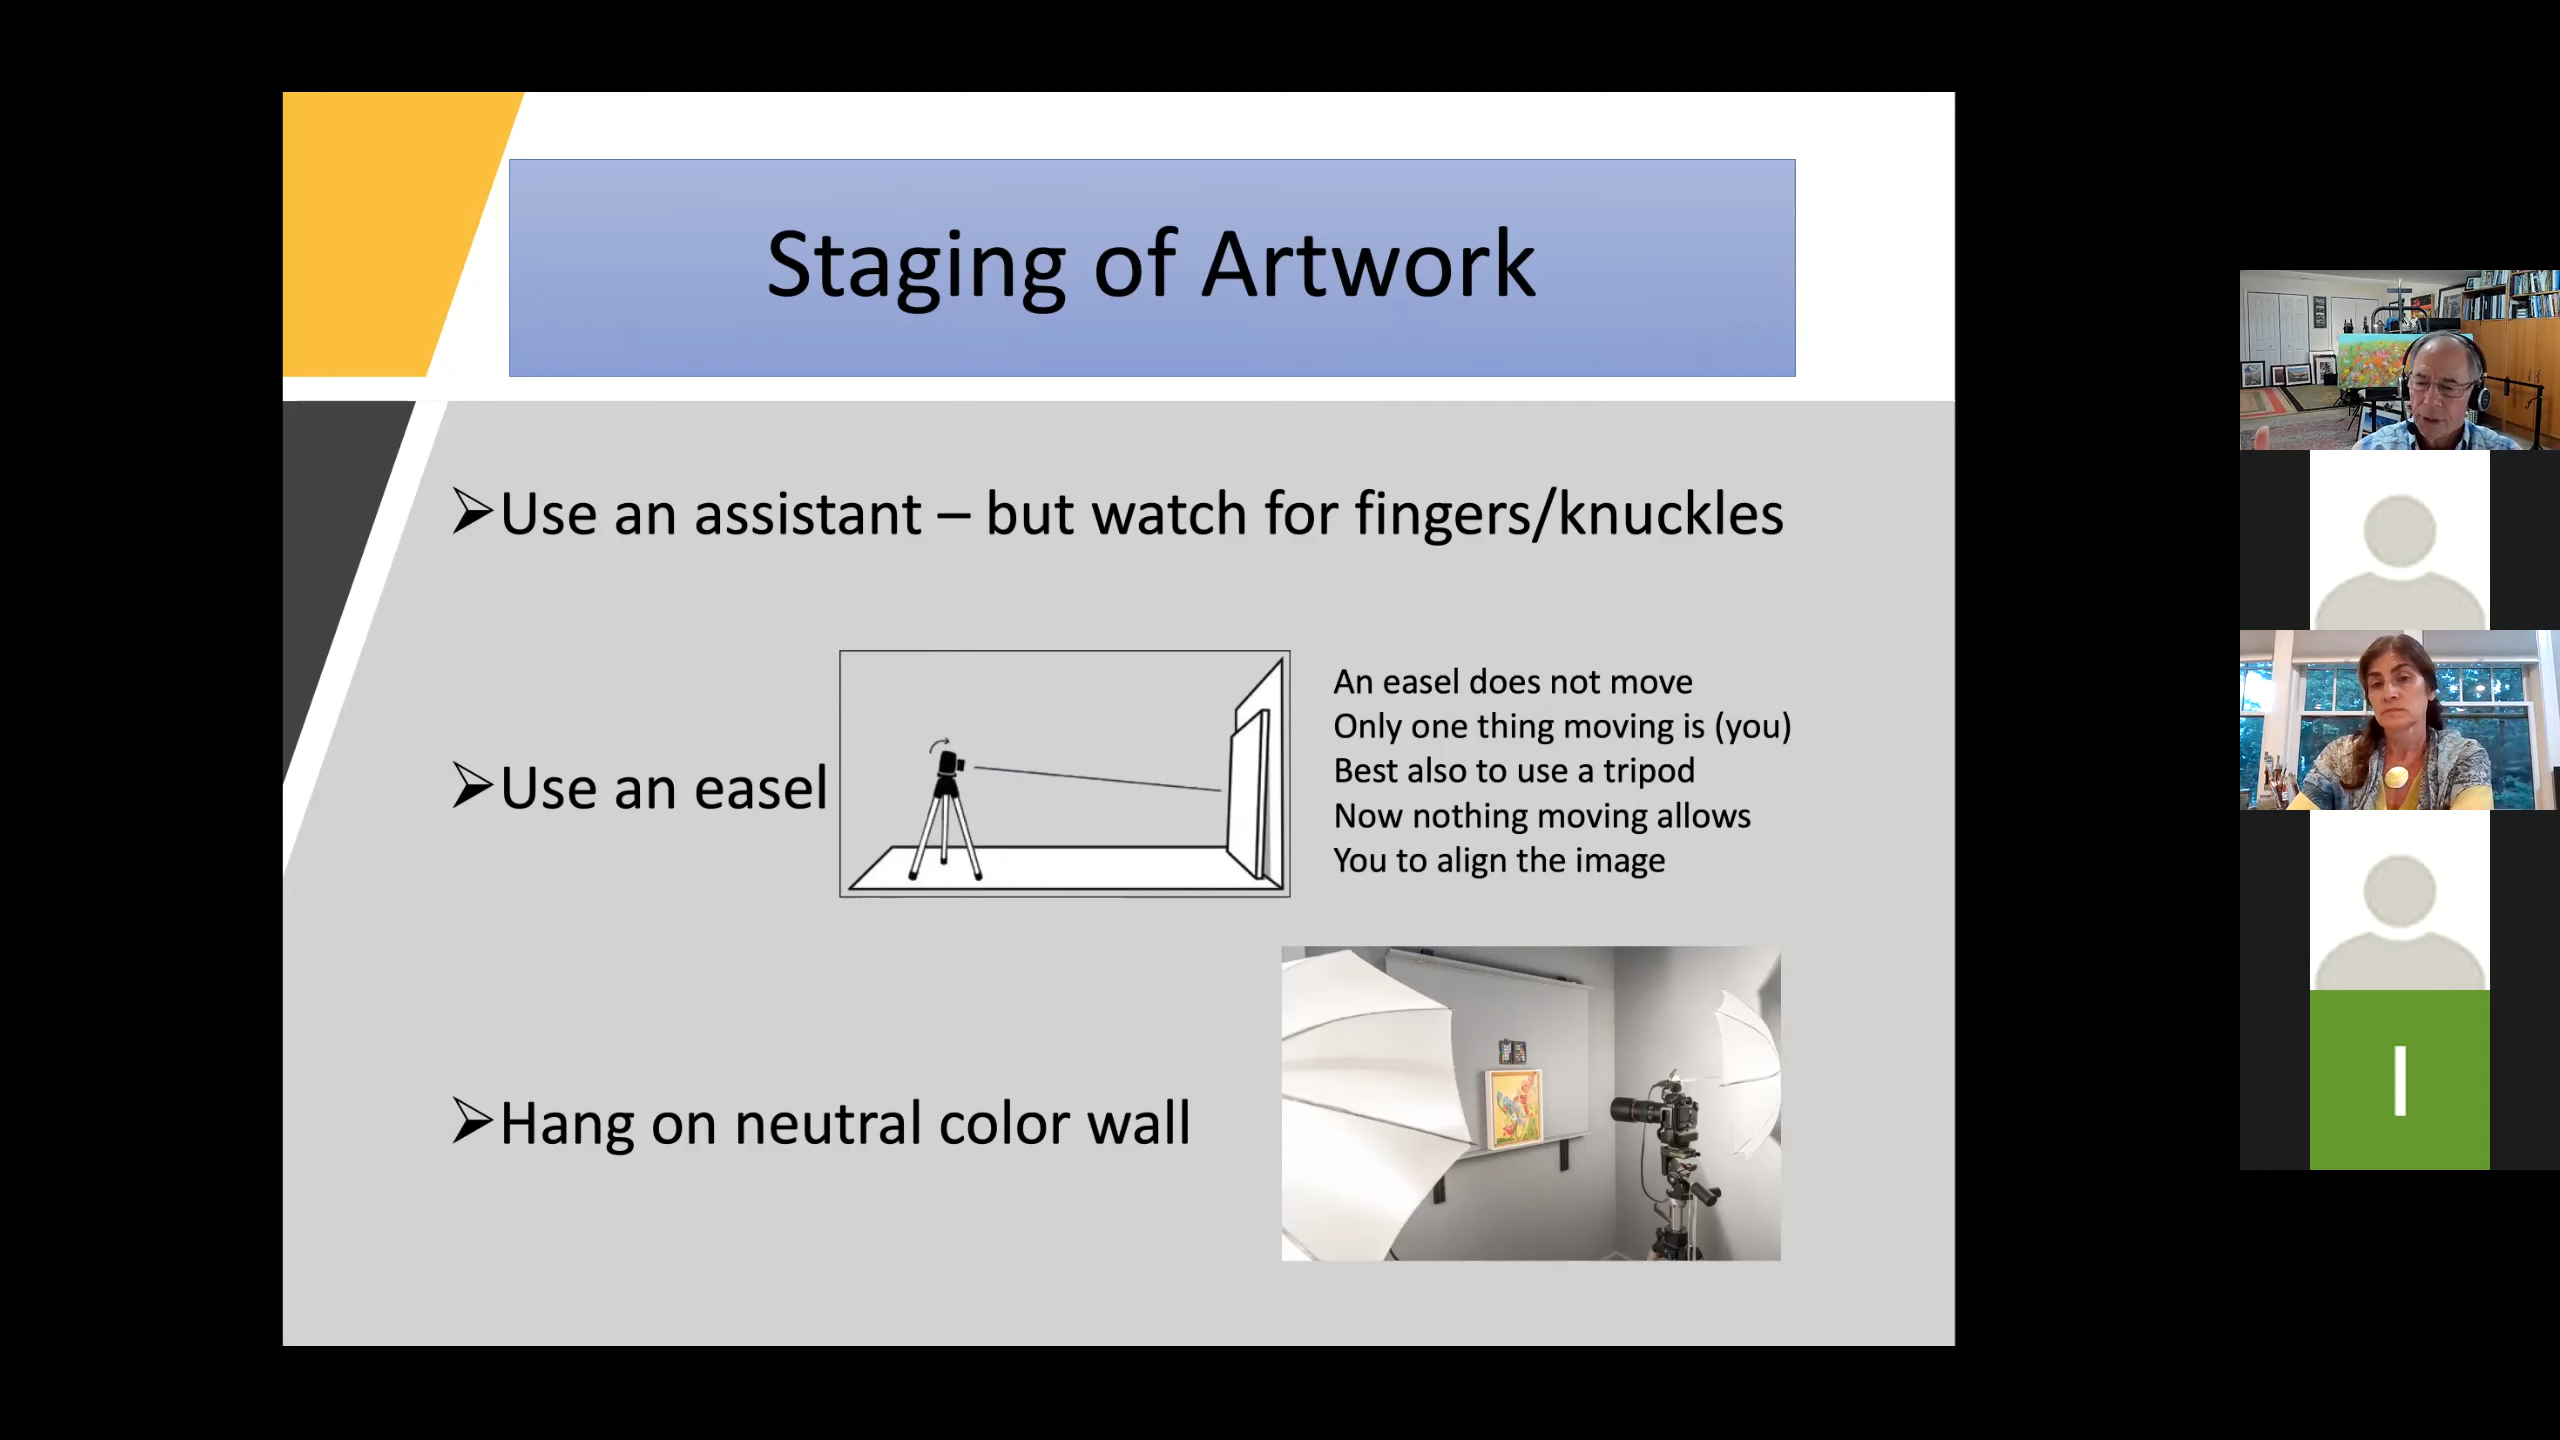 Staging of Artwork
➢Use an assistant – but watch for fingers/knuckles
➢Use an easel
An easel does not move
Only one thing moving is (you)
Best also to use a tripod
Now nothing moving allows
You to align the image
➢Hang on neutral color wall
I